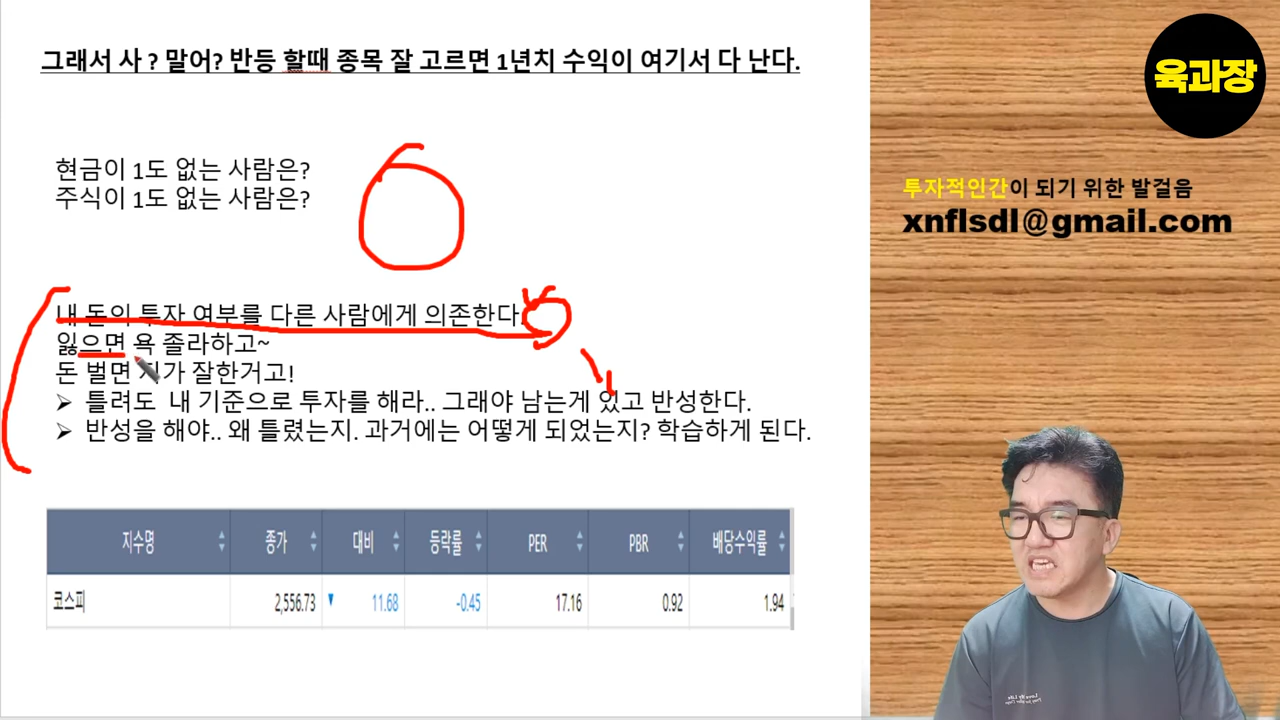 그래서 사 ? 말어? 반등 할때 종목 잘 고르면 1년치 수익이 여기서 다 난다.
육과장
현금이 1도 없는 사람은?
주식이 1도 없는 사람은?
투자적인간이 되기 위한 발걸음
xnflsdl@gmail.com
내 돈의 투자 여부를 다른 사람에게 의존한다.
잃으면 욕 졸라하고~
돈 벌면 가 잘한거고!
➢ 틀려도 내 기준으로 투자를 해라.. 그래야 남는게 있고 반성한다.
➢ 반성을 해야.. 왜 틀렸는지. 과거에는 어떻게 되었는지? 학습하게 된다.
지수명 종가 대비 등락률 PER PBR 배당수익률
코스피 2,556.73 ▼ 11.68 -0.45 17.16 0.92 1.94